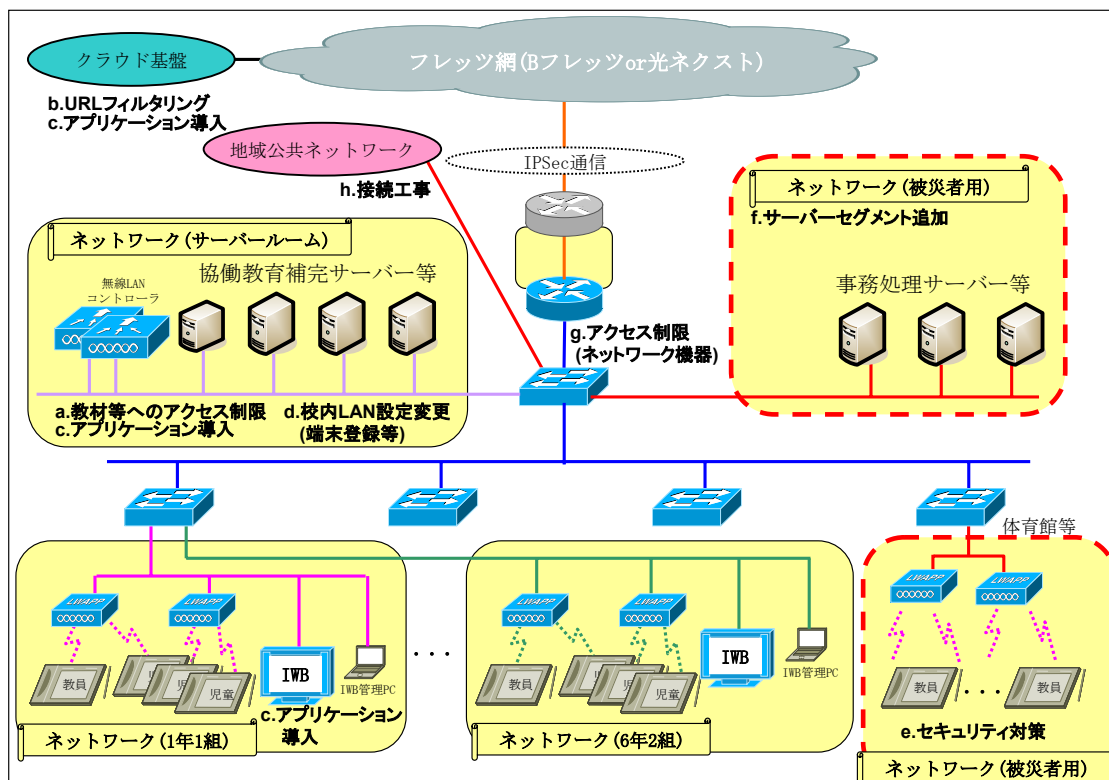 クラウド基盤
フレッツ網(Bフレッツor光ネクスト)
b.URLフィルタリング
c.アプリケーション導入
地域公共ネットワーク
IPSec通信
h.接続工事
ネットワーク(被災者用)
f.サーバーセグメント追加
ネットワーク(サーバールーム)
協働教育補完サーバー等
無線LAN
コントローラ
事務処理サーバー等
g.アクセス制限
(ネットワーク機器)
a.教材等へのアクセス制限
c.アプリケーション導入
d.校内LAN設定変更
(端末登録等)
体育館等
LWAPP
LWAPP
LWAPP
LWAPP
LWAPP
LWAPP
IWB
IWB
IWB管理PC
・・・
IWB管理PC
教員
児
児童
教員
児
児童
教員
・・・
教員
c.アプリケーション
導入
e.セキュリティ対策
ネットワーク(1年1組)
ネットワーク(6年2組)
ネットワーク(被災者用)